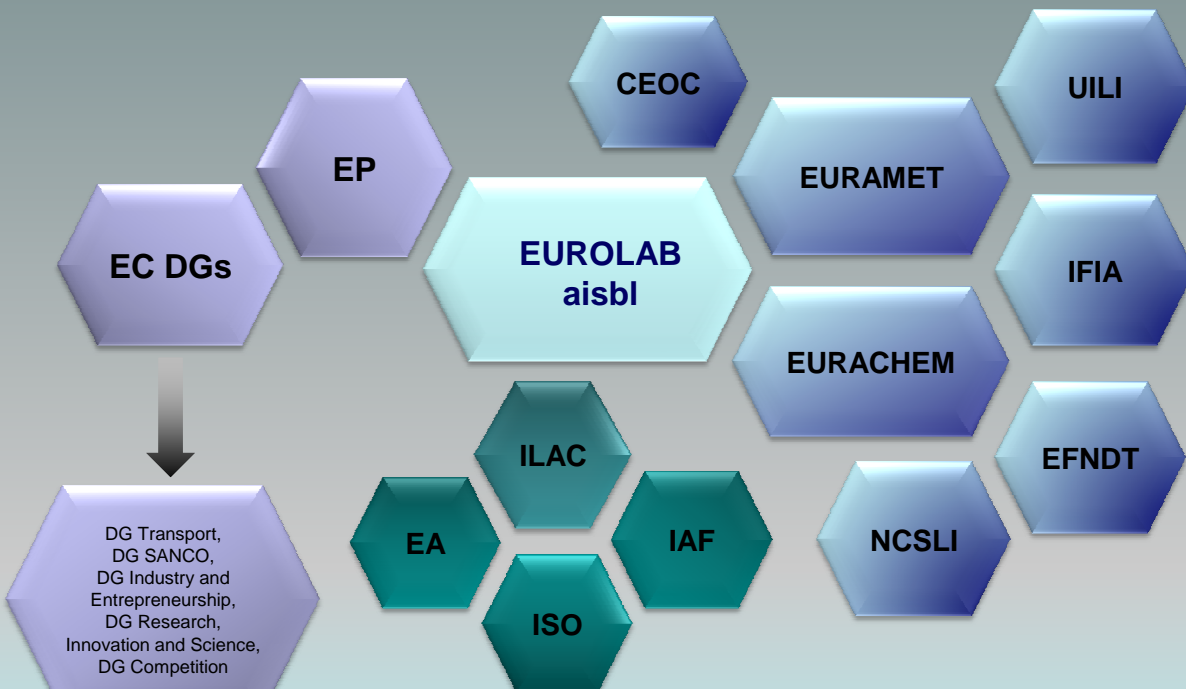 CEOC
UILI
EP
EURAMET
EC DGs
EUROLAB
aisbl
IFIA
EURACHEM
ILAC
EFNDT
EA
IAF
NCSLI
DG Transport,
DG SANCO,
DG Industry and
Entrepreneurship,
DG Research,
Innovation and Science,
DG Competition
ISO